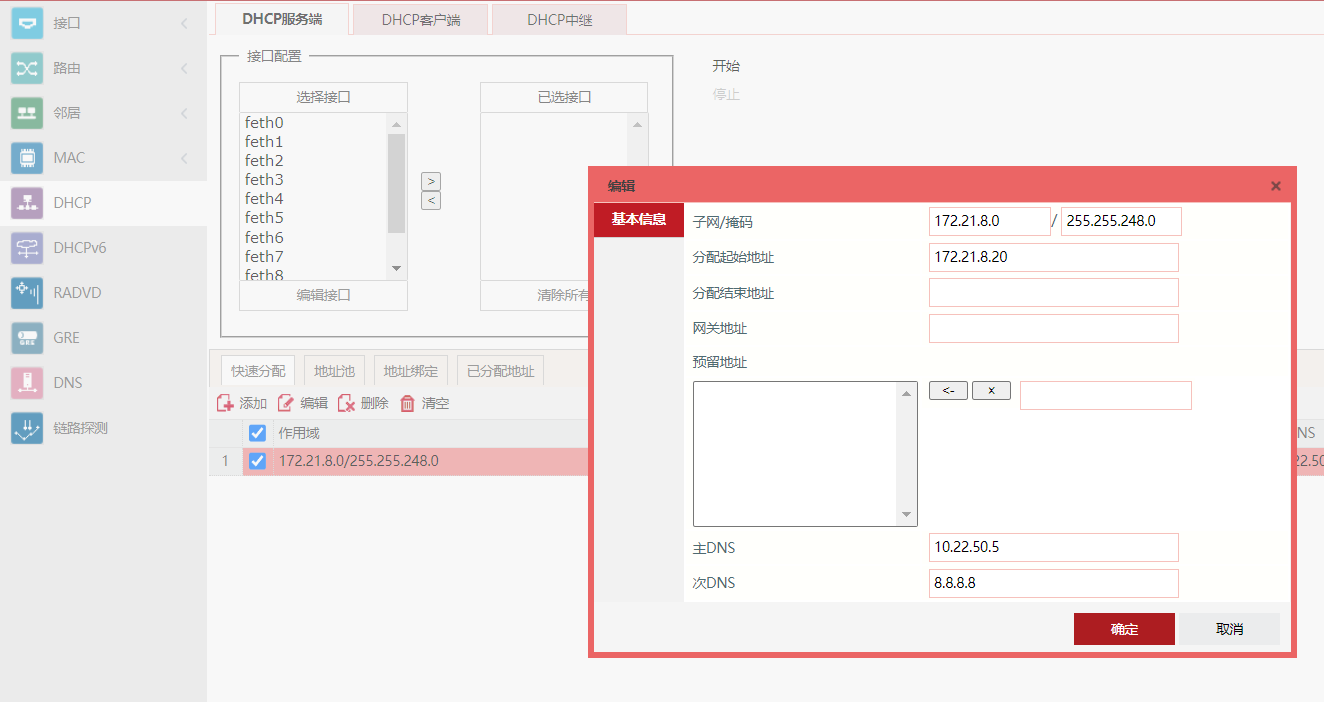 接口
路由
邻居
MAC
DHCP
DHCPv6
RADVD
GRE
DNS
链路探测
DHCP服务端
DHCP客户端
DHCP中继
接口配置
选择接口
feth0
feth1
feth2
feth3
feth4
feth5
feth6
feth7
feth8
编辑接口
>
<
已选接口
清除所有
开始
停止
快速分配
地址池
地址绑定
已分配地址
添加
编辑
删除
清空
作用域
NS
1
172.21.8.0/255.255.248.0
22.50
编辑
×
基本信息
子网/掩码
172.21.8.0 / 255.255.248.0
分配起始地址
172.21.8.20
分配结束地址
网关地址
预留地址
<-
x
主DNS
10.22.50.5
次DNS
8.8.8.8
确定
取消